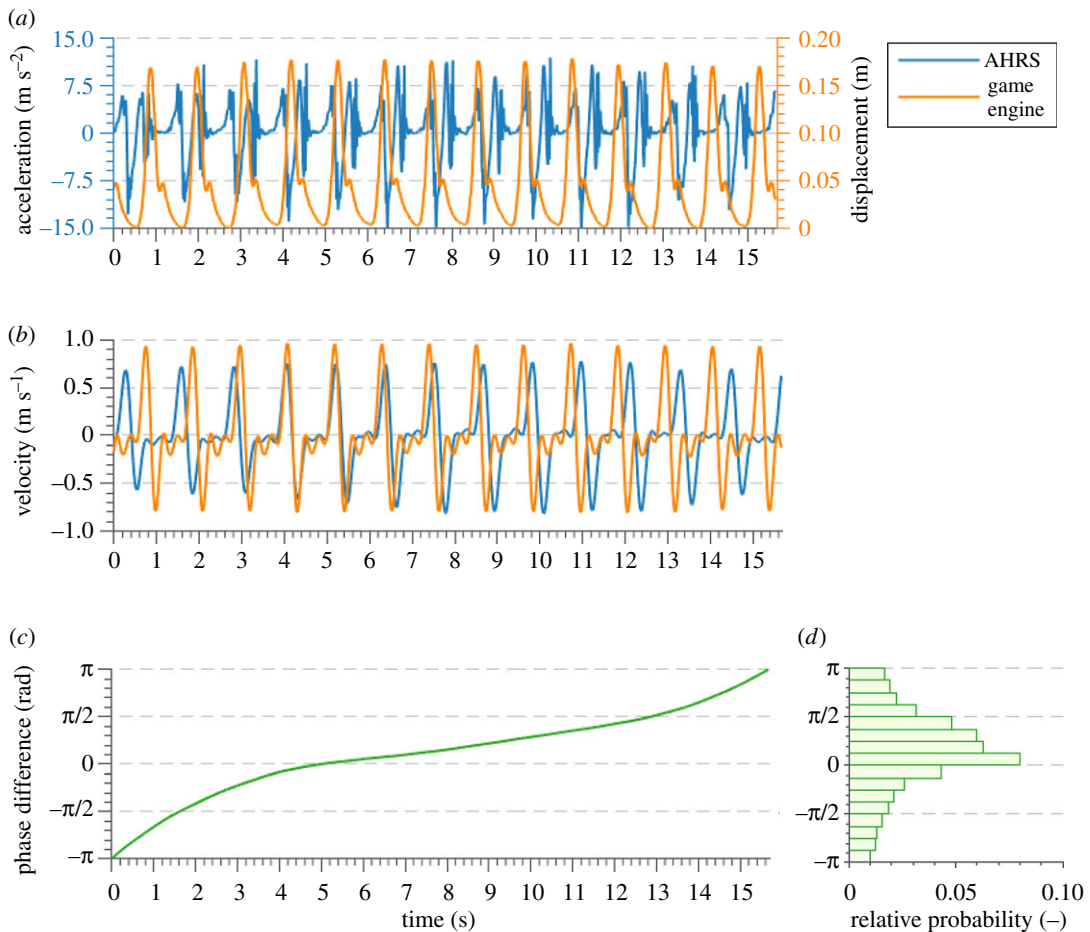 (a)
15.0
7.5
0
–7.5
–15.0
acceleration (m s–2)
0.20
0.15
0.10
0.05
0
displacement (m)
AHRS
game
engine
0 1 2 3 4 5 6 7 8 9 10 11 12 13 14 15
(b)
1.0
0.5
0
–0.5
–1.0
velocity (m s–1)
0 1 2 3 4 5 6 7 8 9 10 11 12 13 14 15
(c)
π
π/2
0
–π/2
–π
phase difference (rad)
0 1 2 3 4 5 6 7 8 9 10 11 12 13 14 15
time (s)
(d)
π
π/2
0
–π/2
–π
0 0.05 0.10
relative probability (–)